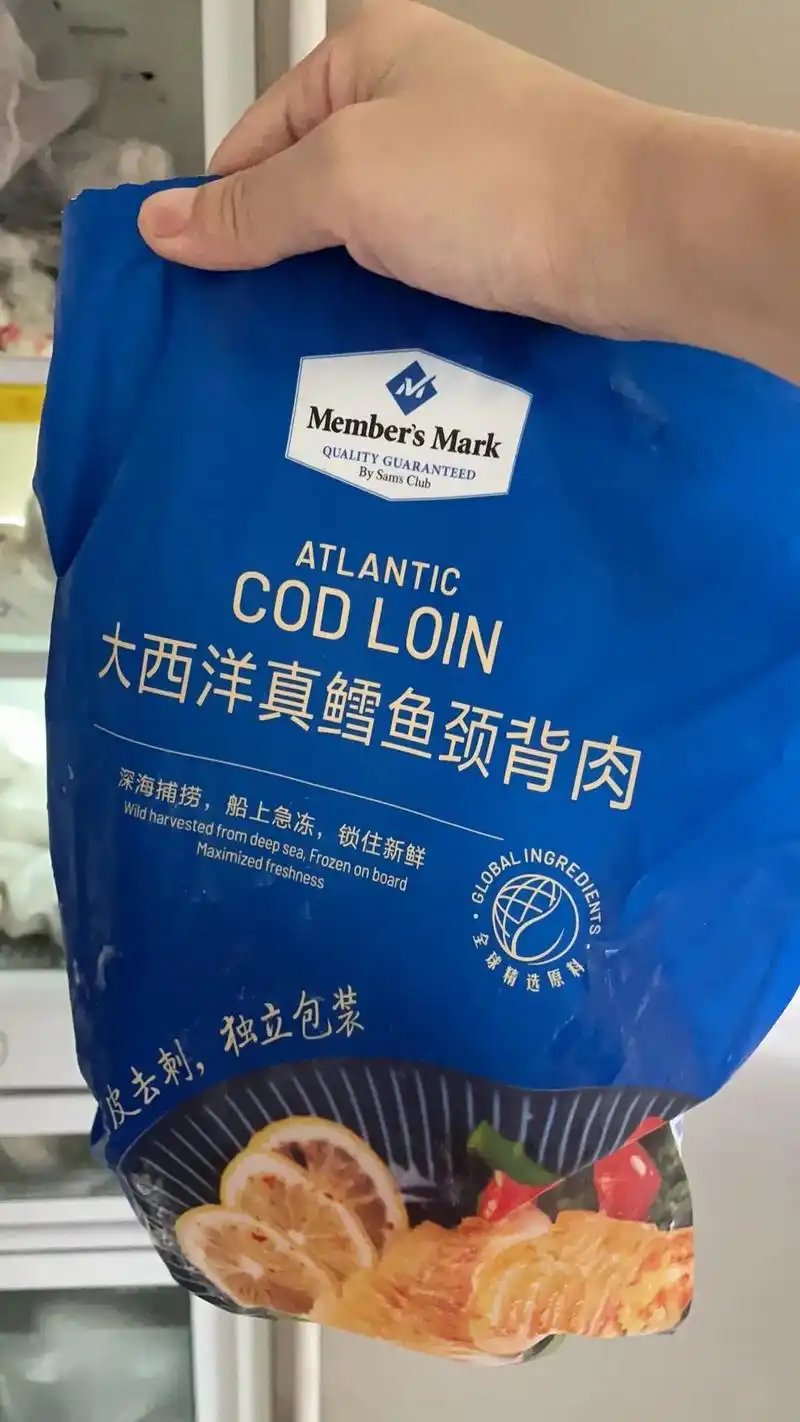 Member's Mark
QUALITY GUARANTEED
By Sam's Club
ATLANTIC
COD LOIN
大西洋真鳕鱼颈背肉
深海捕捞，船上急冻，锁住新鲜
Wild harvested from deep sea, Frozen on board
Maximized freshness
GLOBAL INGREDIENTS
全球精选原料
皮去刺，独立包装